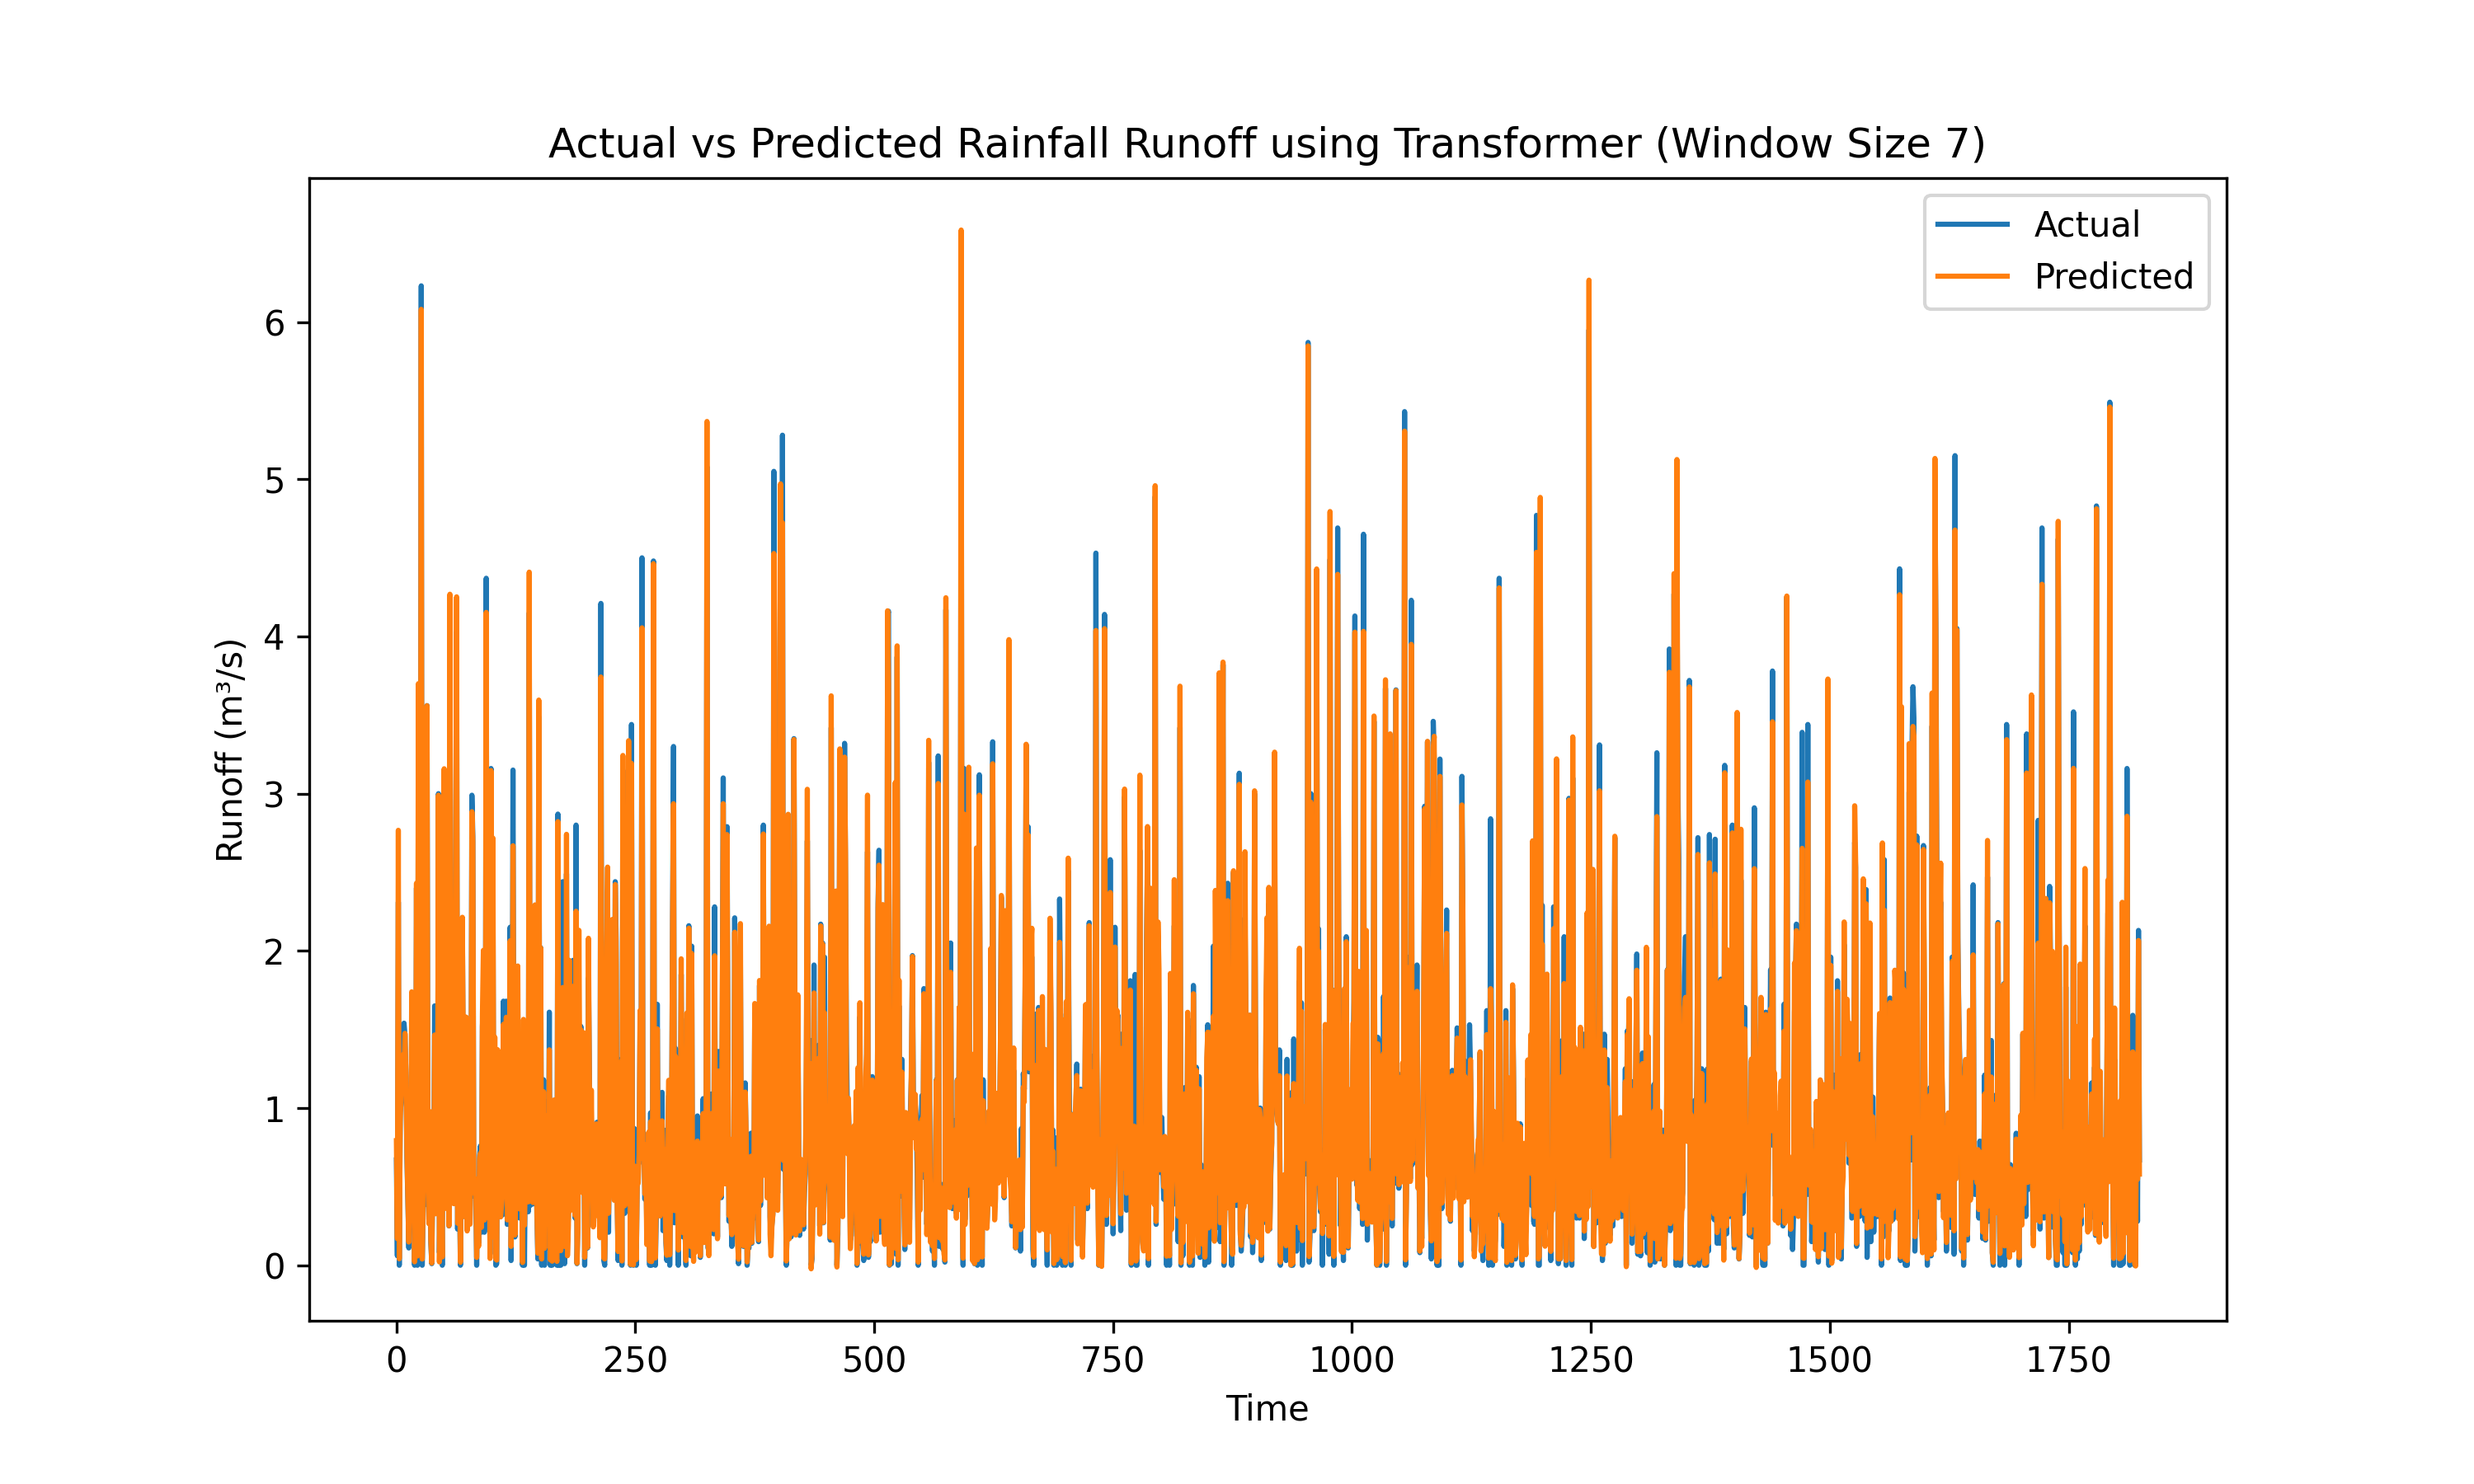 Actual vs Predicted Rainfall Runoff using Transformer (Window Size 7)
Actual
Predicted
Runoff (m³/s)
6
5
4
3
2
1
0
0 250 500 750 1000 1250 1500 1750
Time